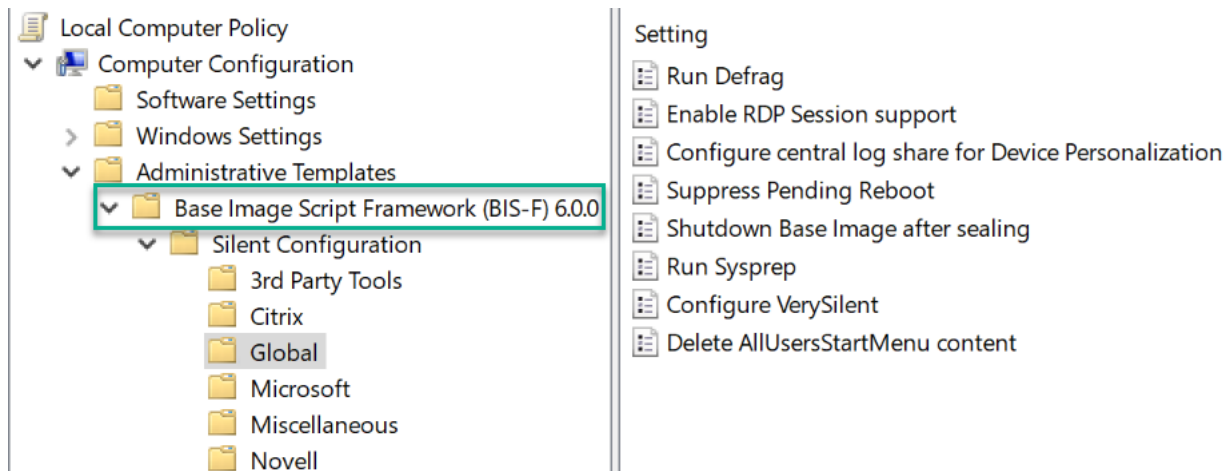 Local Computer Policy
Computer Configuration
Software Settings
Windows Settings
Administrative Templates
Base Image Script Framework (BIS-F) 6.0.0
Silent Configuration
3rd Party Tools
Citrix
Global
Microsoft
Miscellaneous
Novell
Setting
Run Defrag
Enable RDP Session support
Configure central log share for Device Personalization
Suppress Pending Reboot
Shutdown Base Image after sealing
Run Sysprep
Configure VerySilent
Delete AllUsersStartMenu content